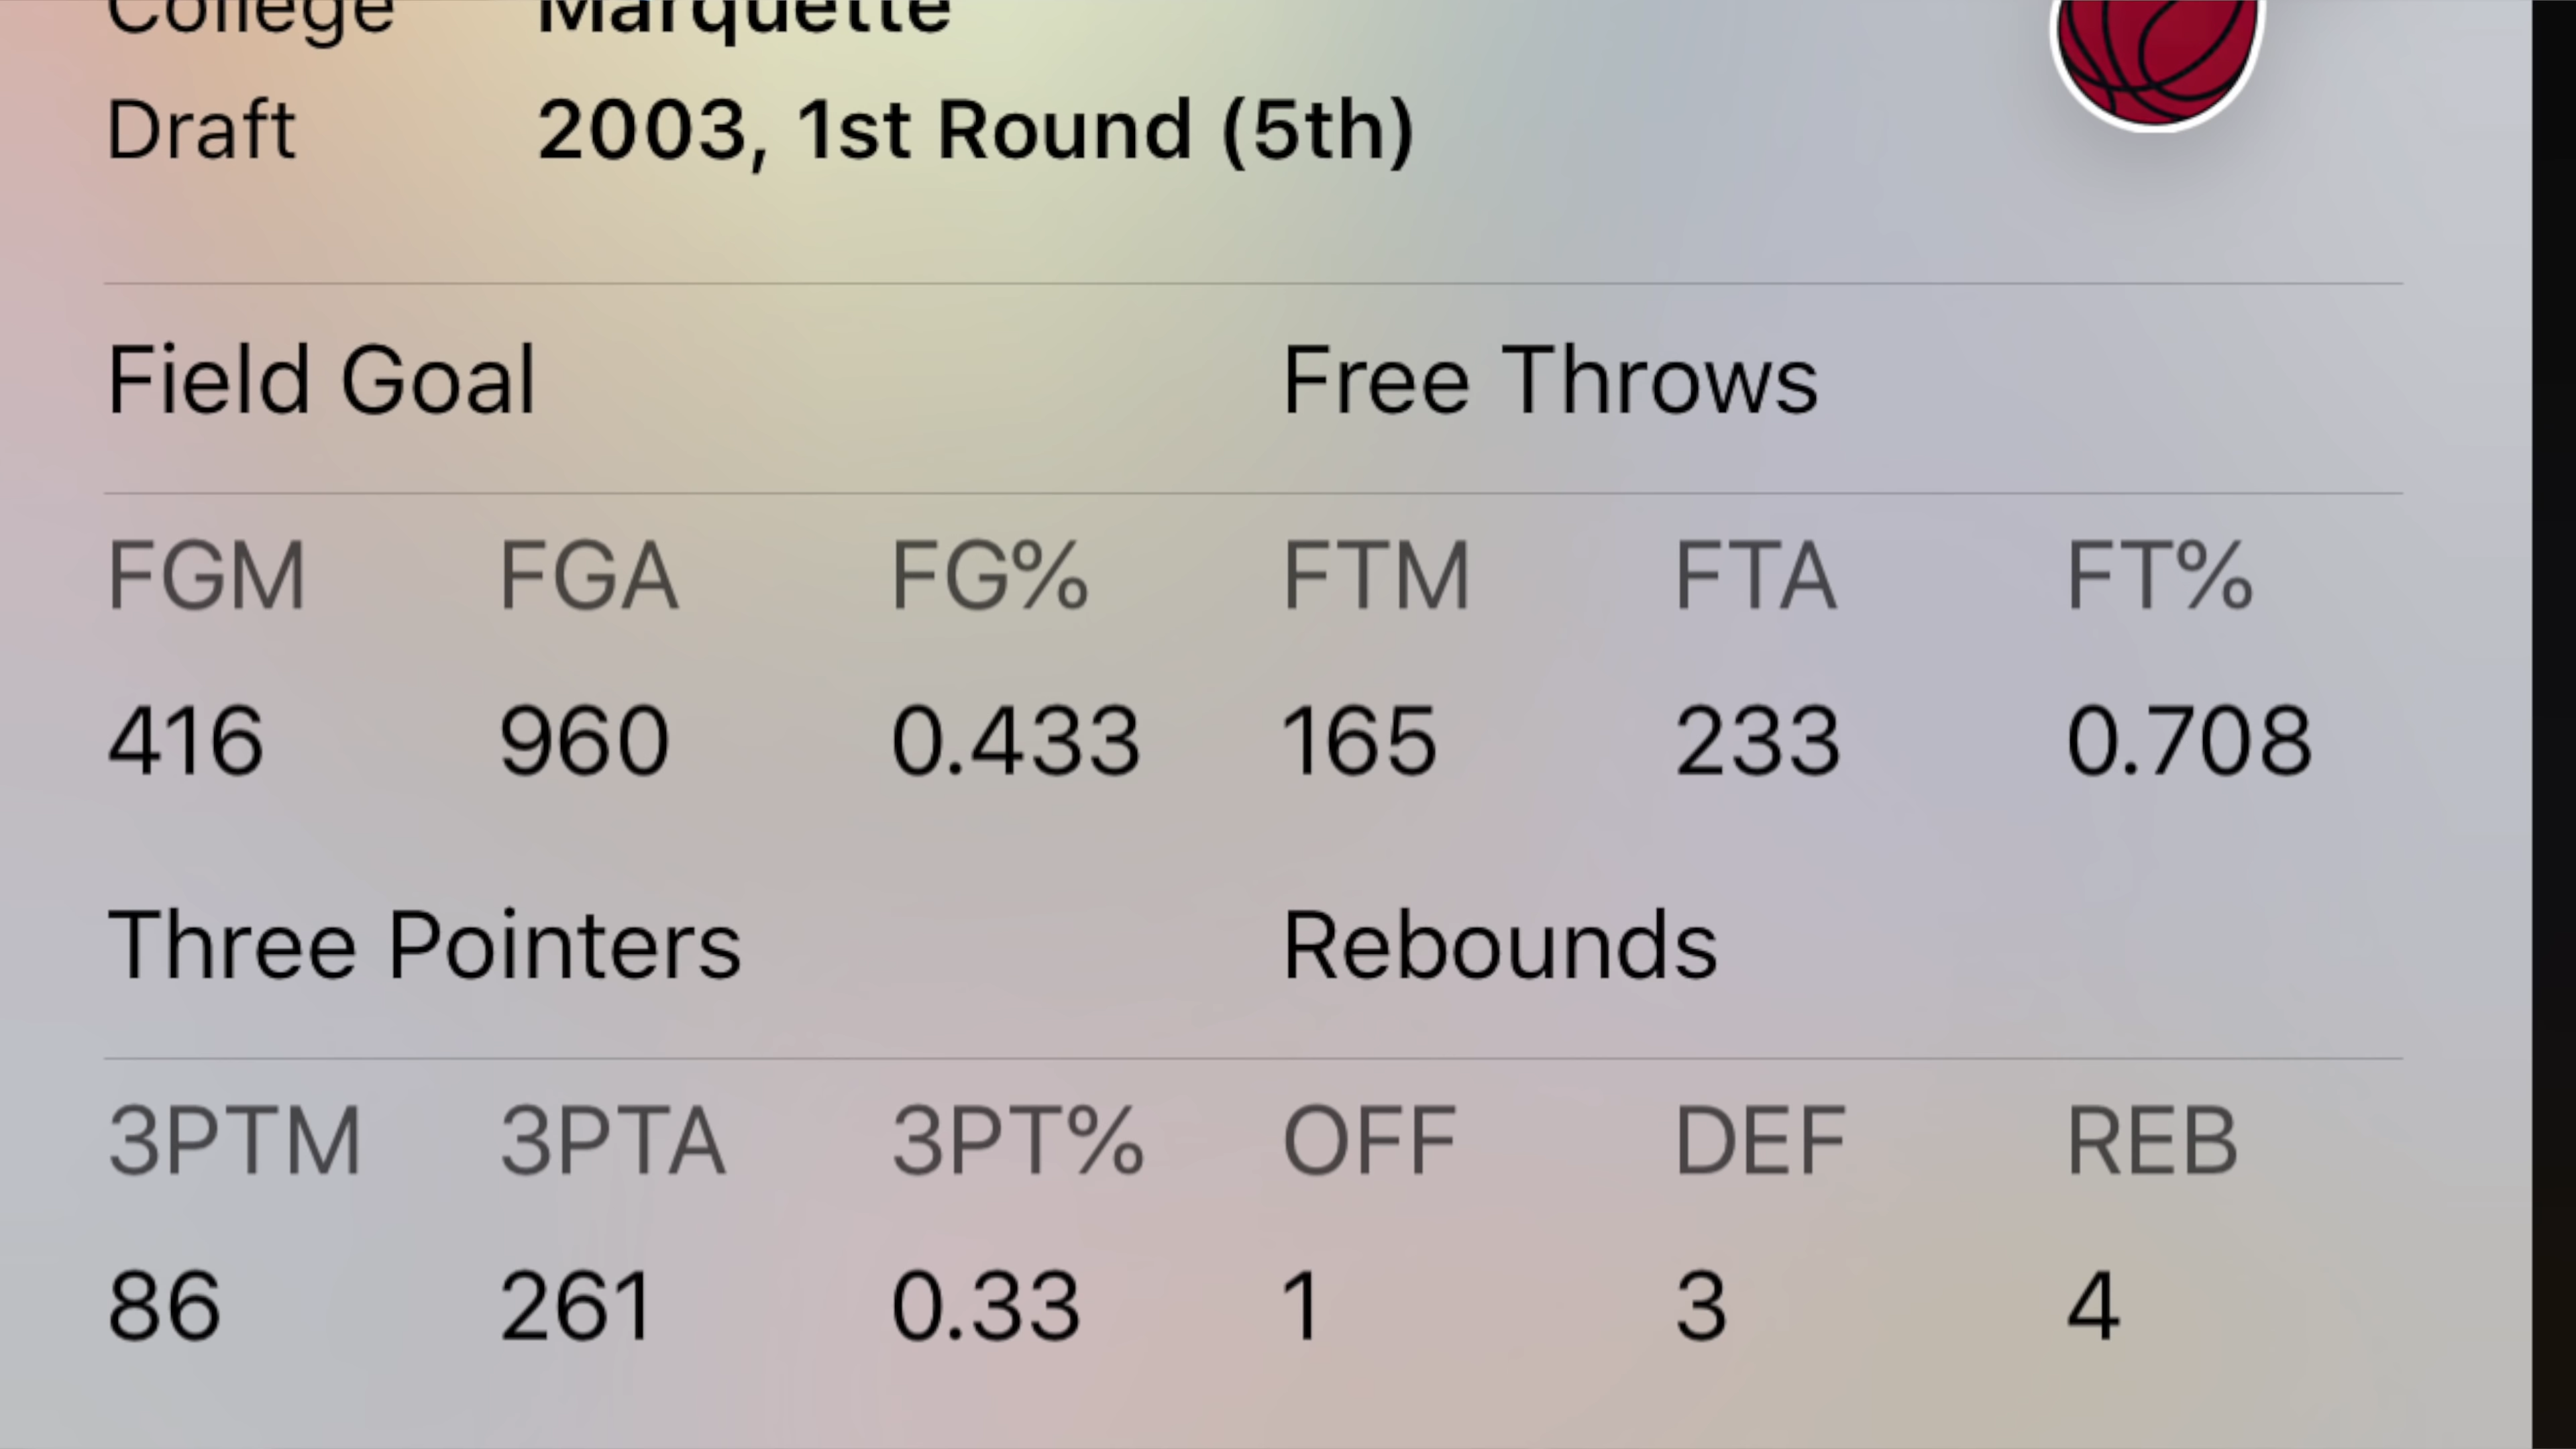 College Marquette
Draft 2003, 1st Round (5th)
Field Goal Free Throws
FGM FGA FG% FTM FTA FT%
416 960 0.433 165 233 0.708
Three Pointers Rebounds
3PTM 3PTA 3PT% OFF DEF REB
86 261 0.33 1 3 4